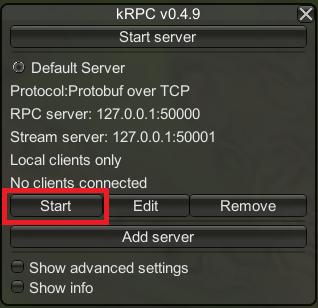 kRPC v0.4.9
Start server
Default Server
Protocol:Protobuf over TCP
RPC server: 127.0.0.1:50000
Stream server: 127.0.0.1:50001
Local clients only
No clients connected
Start Edit Remove
Add server
Show advanced settings
Show info